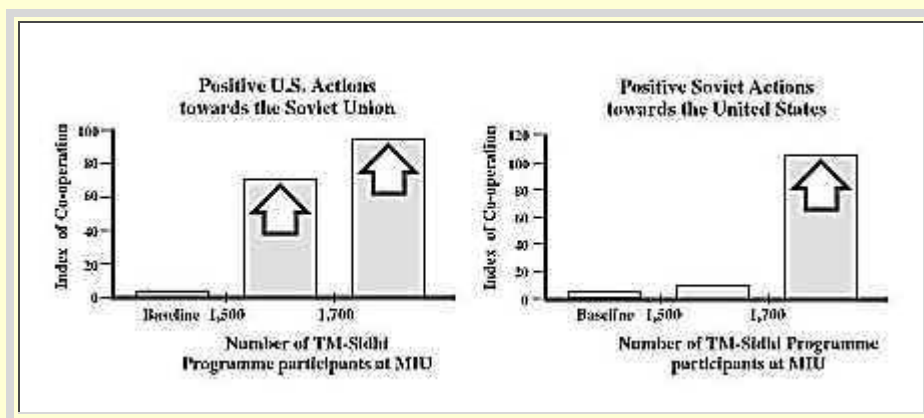 Positive U.S. Actions
towards the Soviet Union
Index of Co-operation
100
80
60
40
20
0
Baseline 1,500 1,700
Number of TM-Sidhi
Programme participants at MIU
Positive Soviet Actions
towards the United States
Index of Co-operation
120
100
80
60
40
20
0
Baseline 1,500 1,700
Number of TM-Sidhi Programme
participants at MIU